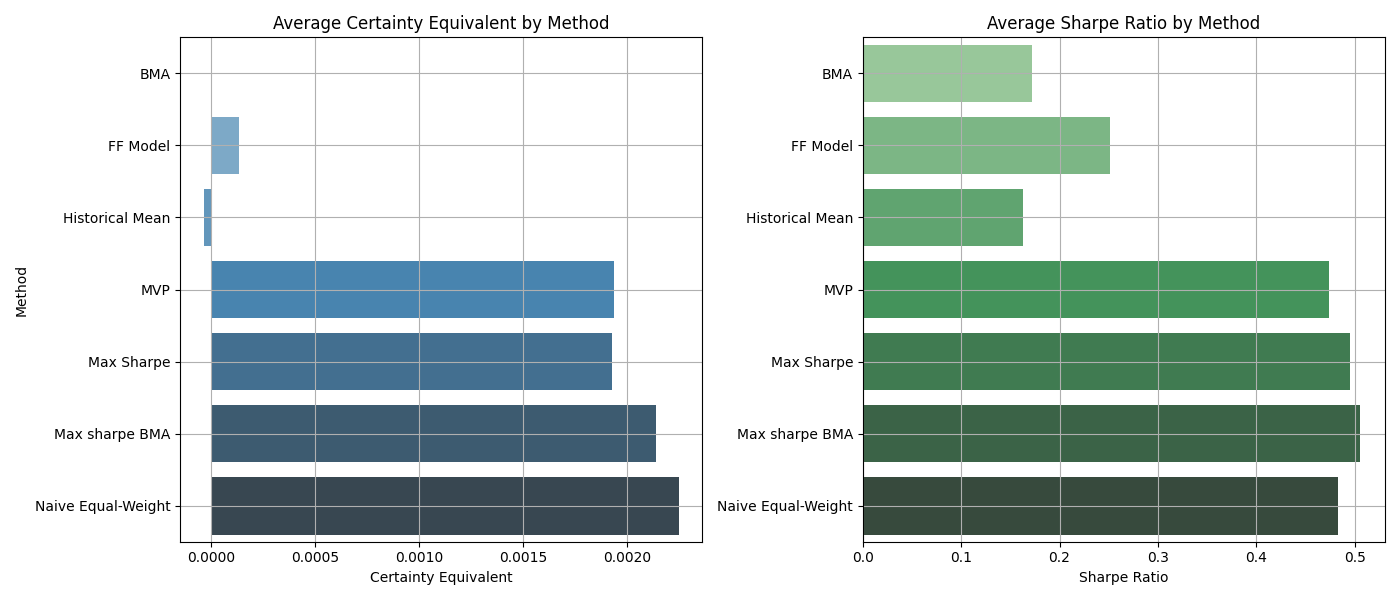 Average Certainty Equivalent by Method
Method
BMA
FF Model
Historical Mean
MVP
Max Sharpe
Max sharpe BMA
Naive Equal-Weight
0.0000 0.0005 0.0010 0.0015 0.0020
Certainty Equivalent
Average Sharpe Ratio by Method
BMA
FF Model
Historical Mean
MVP
Max Sharpe
Max sharpe BMA
Naive Equal-Weight
0.0 0.1 0.2 0.3 0.4 0.5
Sharpe Ratio